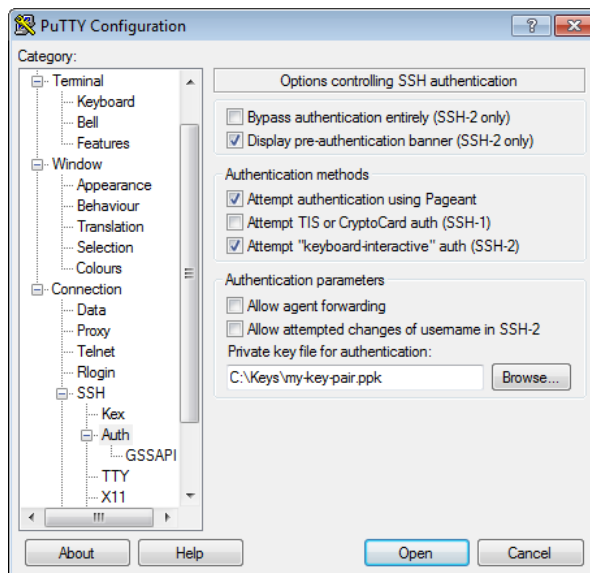 PuTTY Configuration
Category:
Terminal
Keyboard
Bell
Features
Window
Appearance
Behaviour
Translation
Selection
Colours
Connection
Data
Proxy
Telnet
Rlogin
SSH
Kex
Auth
GSSAPI
TTY
X11
Options controlling SSH authentication
Bypass authentication entirely (SSH-2 only)
Display pre-authentication banner (SSH-2 only)
Authentication methods
Attempt authentication using Pageant
Attempt TIS or CryptoCard auth (SSH-1)
Attempt "keyboard-interactive" auth (SSH-2)
Authentication parameters
Allow agent forwarding
Allow attempted changes of username in SSH-2
Private key file for authentication:
C:\Keys\my-key-pair.ppk
Browse...
About
Help
Open
Cancel